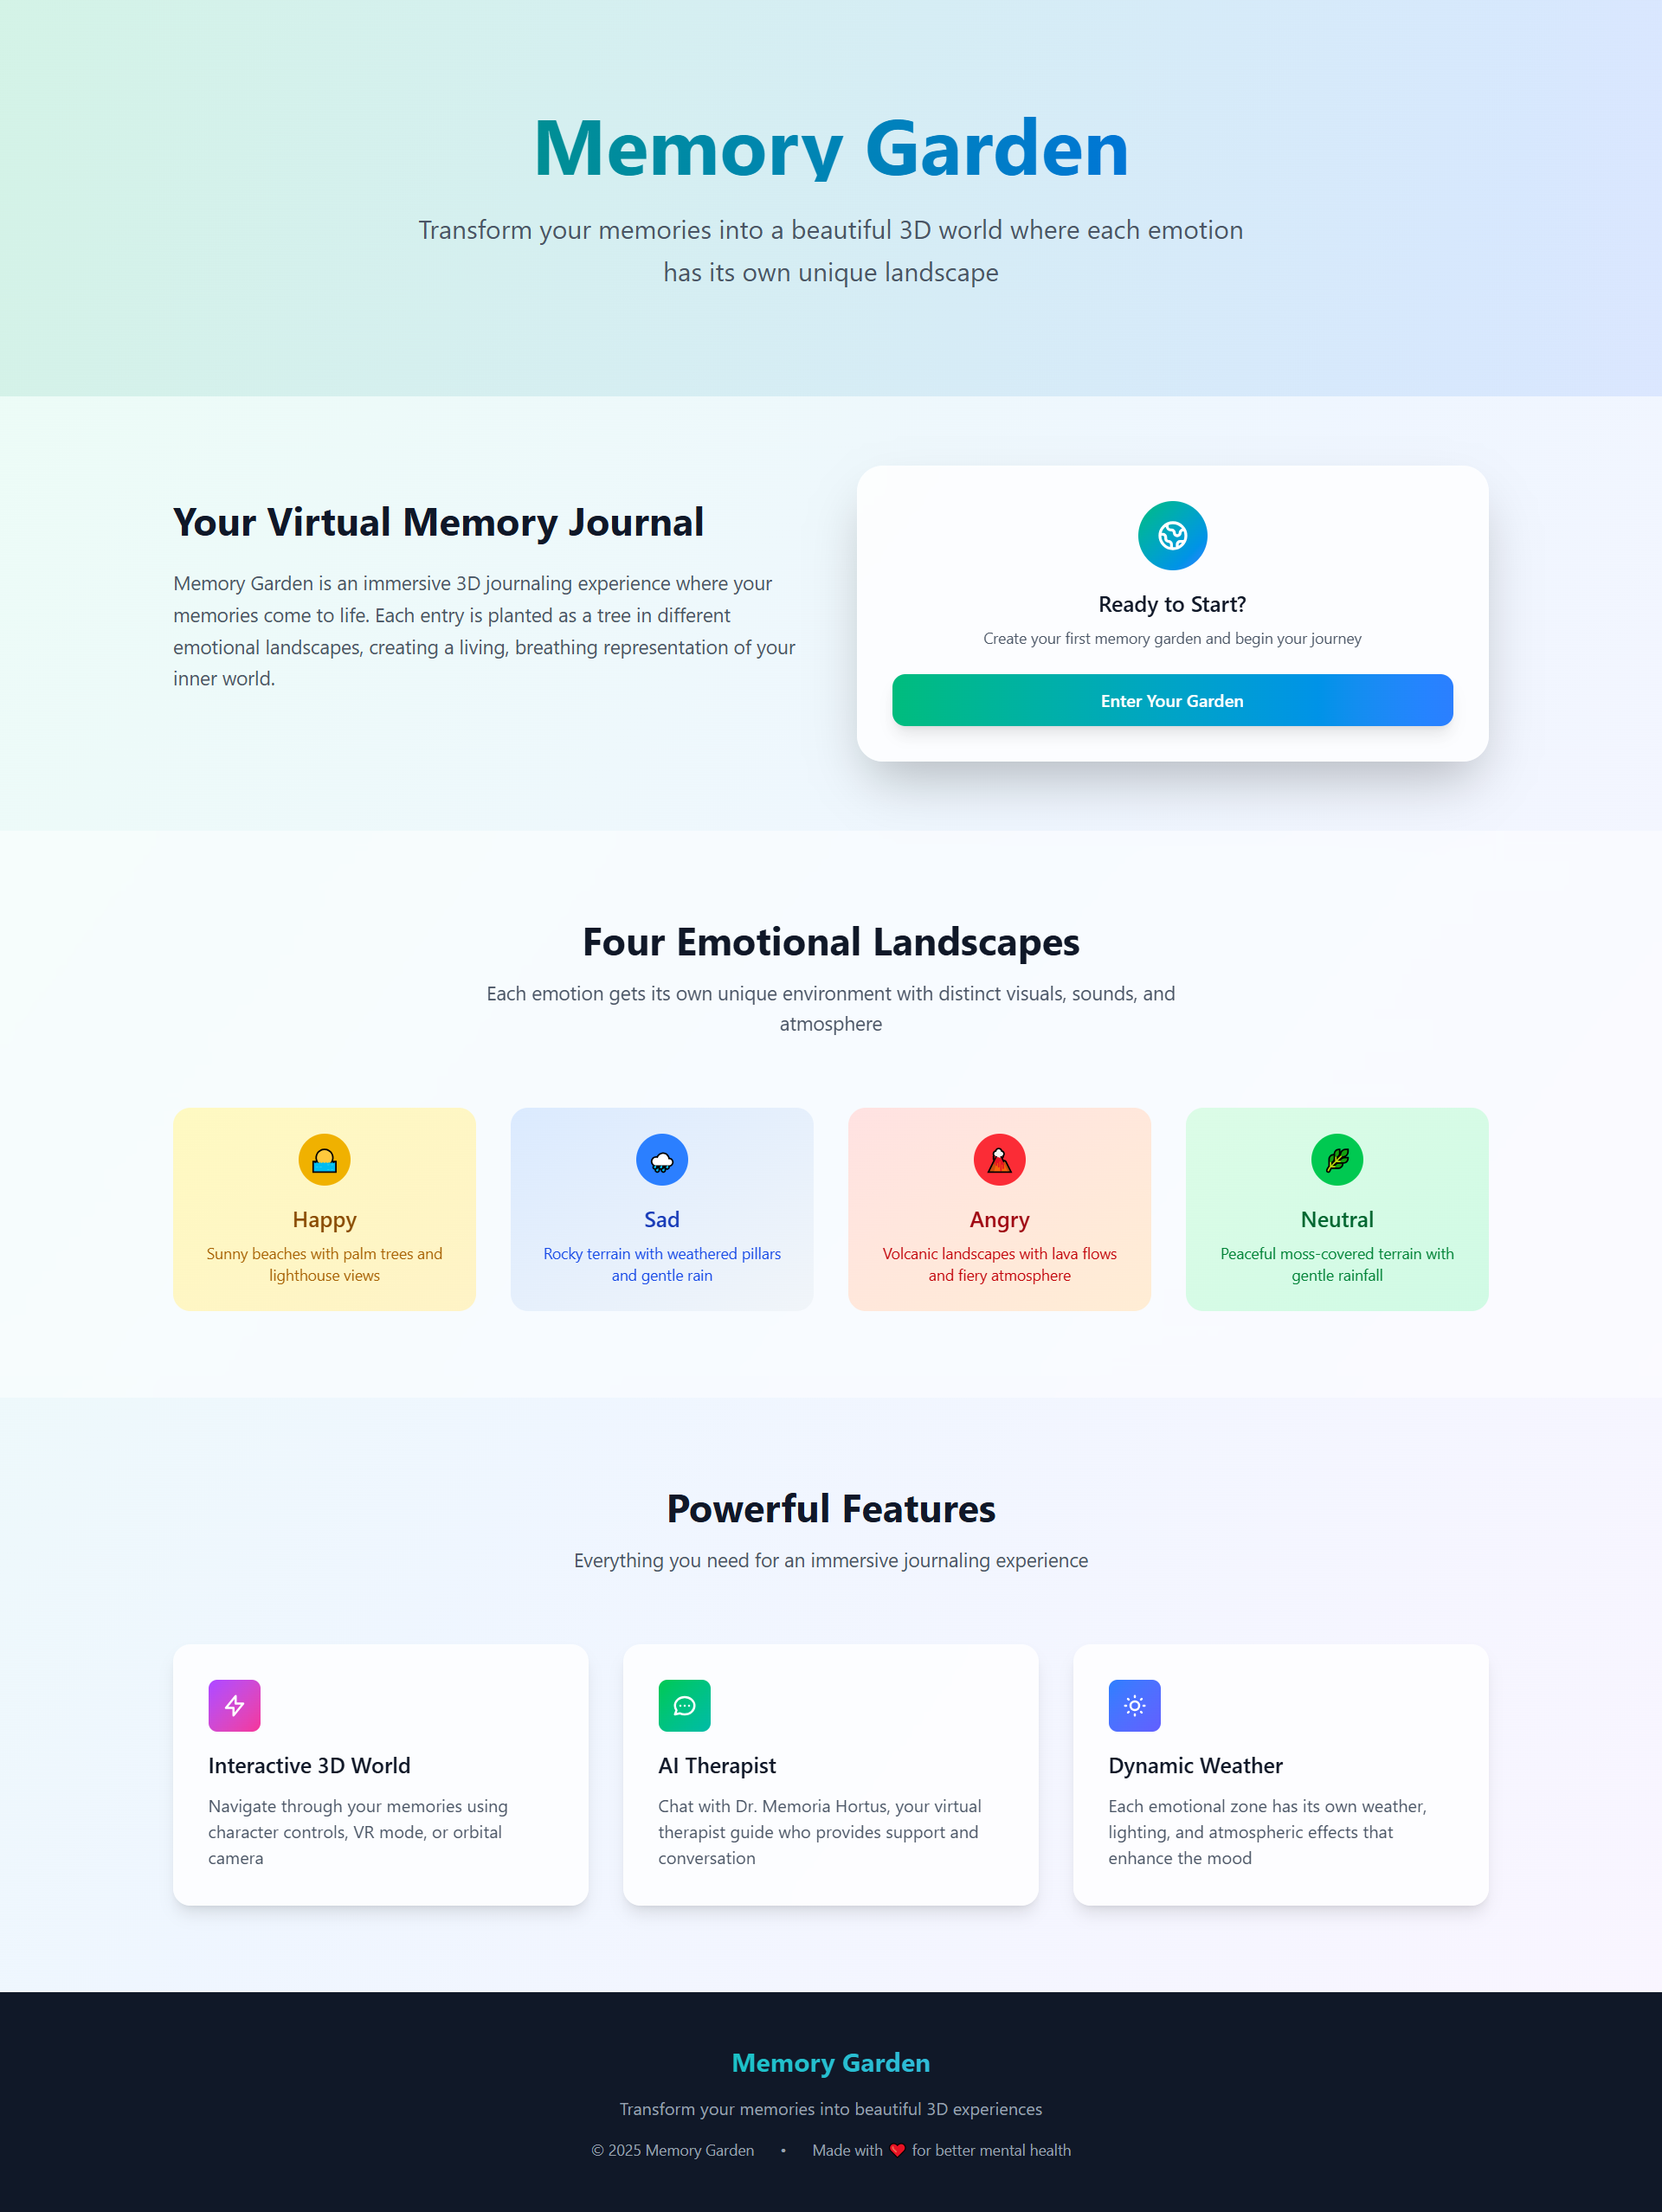 Memory Garden
Transform your memories into a beautiful 3D world where each emotion
has its own unique landscape
Your Virtual Memory Journal
Memory Garden is an immersive 3D journaling experience where your
memories come to life. Each entry is planted as a tree in different
emotional landscapes, creating a living, breathing representation of your
inner world.
Ready to Start?
Create your first memory garden and begin your journey
Enter Your Garden
Four Emotional Landscapes
Each emotion gets its own unique environment with distinct visuals, sounds, and
atmosphere
Happy
Sunny beaches with palm trees and
lighthouse views
Sad
Rocky terrain with weathered pillars
and gentle rain
Angry
Volcanic landscapes with lava flows
and fiery atmosphere
Neutral
Peaceful moss-covered terrain with
gentle rainfall
Powerful Features
Everything you need for an immersive journaling experience
Interactive 3D World
Navigate through your memories using
character controls, VR mode, or orbital
camera
AI Therapist
Chat with Dr. Memoria Hortus, your virtual
therapist guide who provides support and
conversation
Dynamic Weather
Each emotional zone has its own weather,
lighting, and atmospheric effects that
enhance the mood
Memory Garden
Transform your memories into beautiful 3D experiences
© 2025 Memory Garden • Made with ❤️ for better mental health